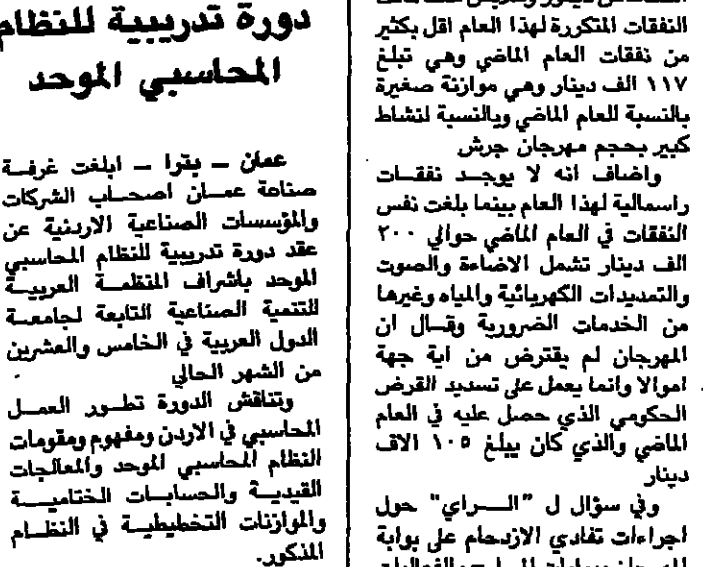 النفقات المتكررة لهذا العام اقل بكثير
من نفقات العام الماضي وهي تبلغ
١١٧ الف دينار وهي موازنة صغيرة
بالنسبة للعام الماضي وبالنسبة لنشاط
كبير بحجم مهرجان جرش
واضاف انه لا يوجد نفقات
راسمالية لهذا العام بينما بلغت نفس
النفقات في العام الماضي حوالي ٢٠٠
الف دينار تشمل الاضاءة والصوت
والتمديدات الكهربائية والمياه وغيرها
من الخدمات الضرورية وقال ان
المهرجان لم يقترض من اية جهة
اموالا وانما يعمل على تسديد القرض
الحكومي الذي حصل عليه في العام
الماضي والذي كان يبلغ ١٠٥ الاف
دينار
وفي سؤال ل "الراي" حول
اجراءات تفادي الازدحام على بوابة
دورة تدريبية للنظام
المحاسبي الموحد
عمان – بترا – ابلغت غرفة
صناعة عمان اصحاب الشركات
والمؤسسات الصناعية الاردنية عن
عقد دورة تدريبية للنظام المحاسبي
الموحد باشراف المنظمة العربية
للتنمية الصناعية التابعة لجامعة
الدول العربية في الخامس والعشرين
من الشهر الحالي
وتناقش الدورة تطور العمل
المحاسبي في الاردن ومفهوم ومقومات
النظام المحاسبي الموحد والمعالجات
القيدية والحسابات الختامية
والموازنات التخطيطية في النظام
المذكور.